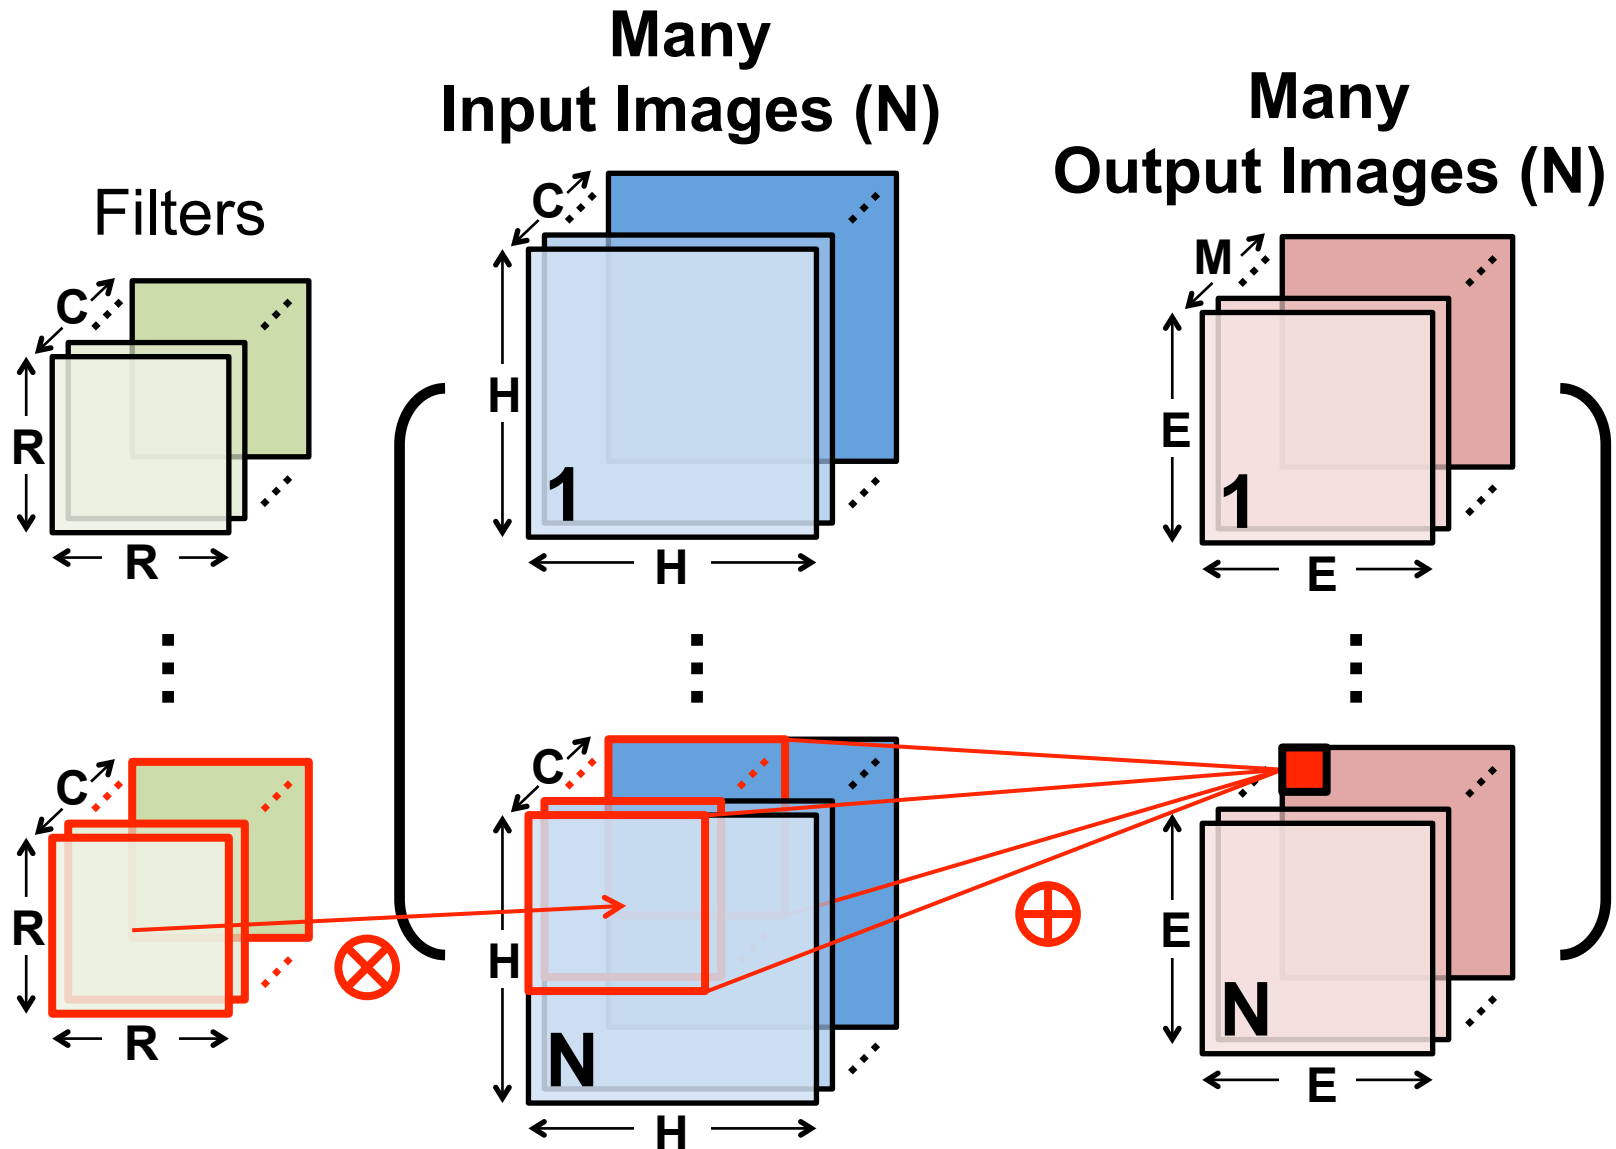 Many
Input Images (N)
Many
Output Images (N)
Filters
C
R
R
C
H
1
H
M
E
1
E
C
R
R
C
H
N
H
E
N
E